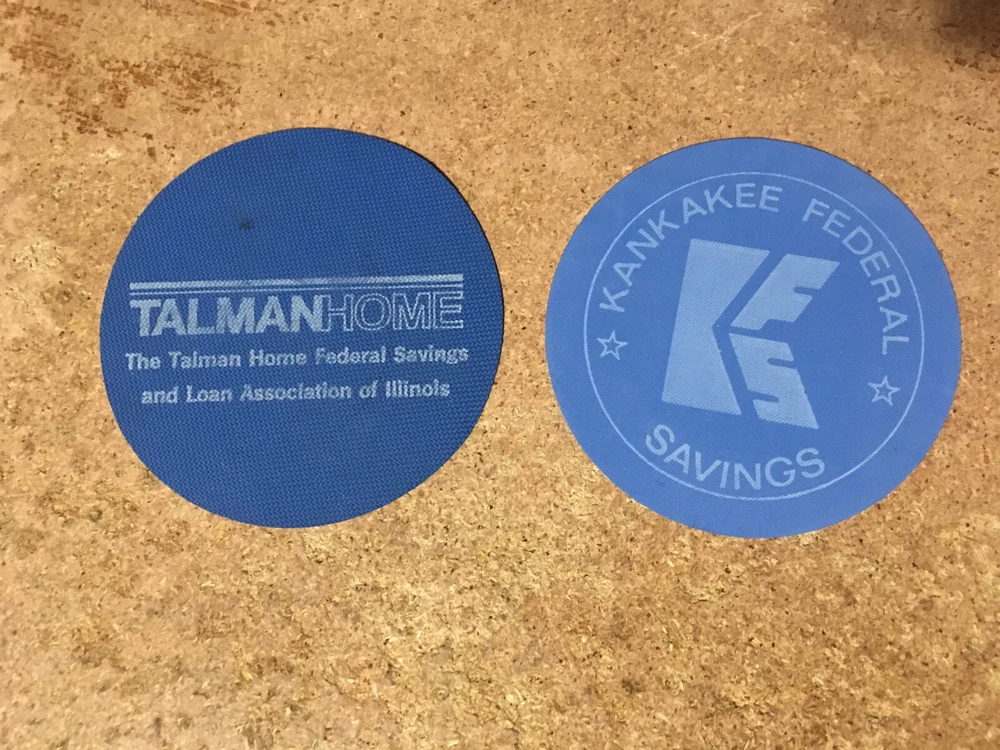 TALMANHOME
The Talman Home Federal Savings
and Loan Association of Illinois
KANKAKEE FEDERAL
KFS
SAVINGS